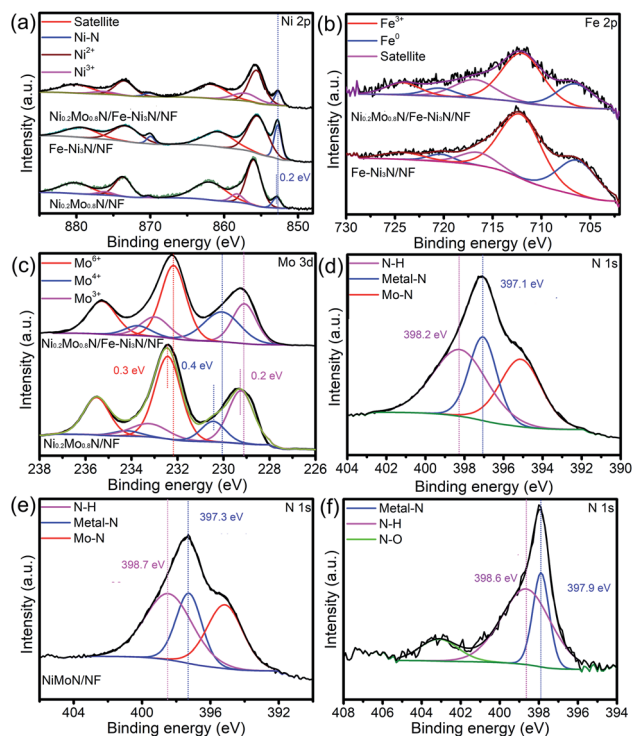 (a)
Satellite
Ni-N
Ni2+
Ni3+
Ni 2p
Ni0.2Mo0.8N/Fe-Ni3N/NF
Fe-Ni3N/NF
0.2 eV
Ni0.2Mo0.8N/NF
Intensity (a.u.)
880 870 860 850
Binding energy (eV)
(b)
Fe3+
Fe0
Satellite
Fe 2p
Ni0.2Mo0.8N/Fe-Ni3N/NF
Fe-Ni3N/NF
Intensity (a.u.)
730 725 720 715 710 705
Binding energy (eV)
(c)
Mo6+
Mo4+
Mo3+
Mo 3d
Ni0.2Mo0.8N/Fe-Ni3N/NF
0.3 eV
0.4 eV
0.2 eV
Ni0.2Mo0.8N/NF
Intensity (a.u.)
238 236 234 232 230 228 226
Binding energy (eV)
(d)
N-H
Metal-N
Mo-N
N 1s
397.1 eV
398.2 eV
Intensity (a.u.)
404 402 400 398 396 394 392 390
Binding energy (eV)
(e)
N-H
Metal-N
Mo-N
N 1s
397.3 eV
398.7 eV
NiMoN/NF
Intensity (a.u.)
404 400 396 392
Binding energy (eV)
(f)
Metal-N
N-H
N-O
N 1s
398.6 eV
397.9 eV
Intensity (a.u.)
408 406 404 402 400 398 396 394
Binding energy (eV)